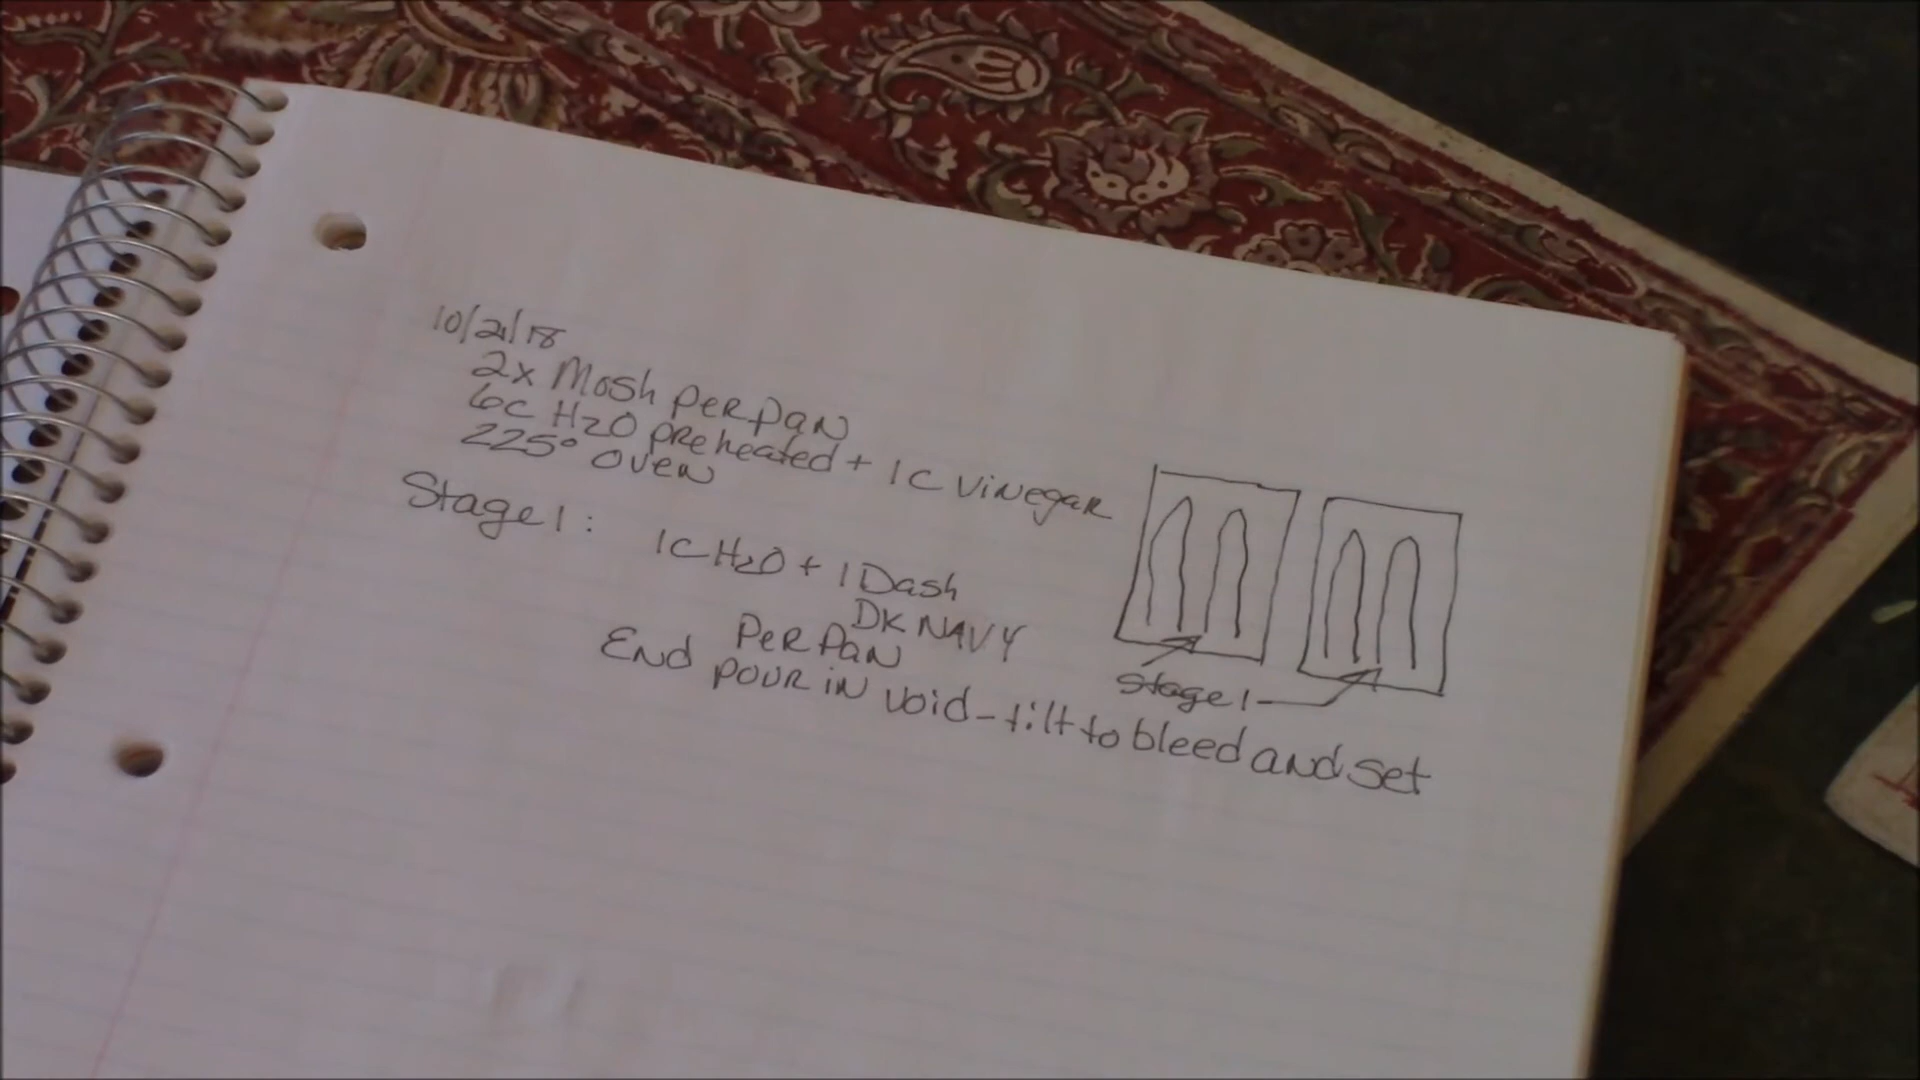 10/21/18
2x Mosh PER PAN
6C H2O preheated + 1C vinegar
225° oven
Stage 1:
1C H2O + 1 Dash
DK NAVY
PER PAN
End pour in void - tilt to bleed and set
Stage 1